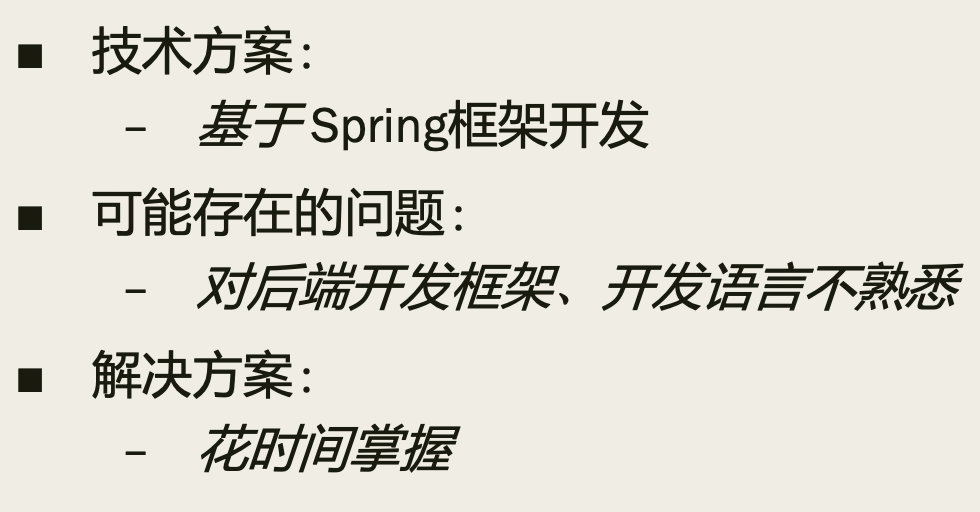 ■ 技术方案:
– 基于Spring框架开发
■ 可能存在的问题:
– 对后端开发框架、开发语言不熟悉
■ 解决方案:
– 花时间掌握